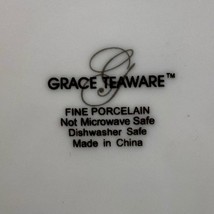 G
GRACE TEAWARE™
FINE PORCELAIN
Not Microwave Safe
Dishwasher Safe
Made in China